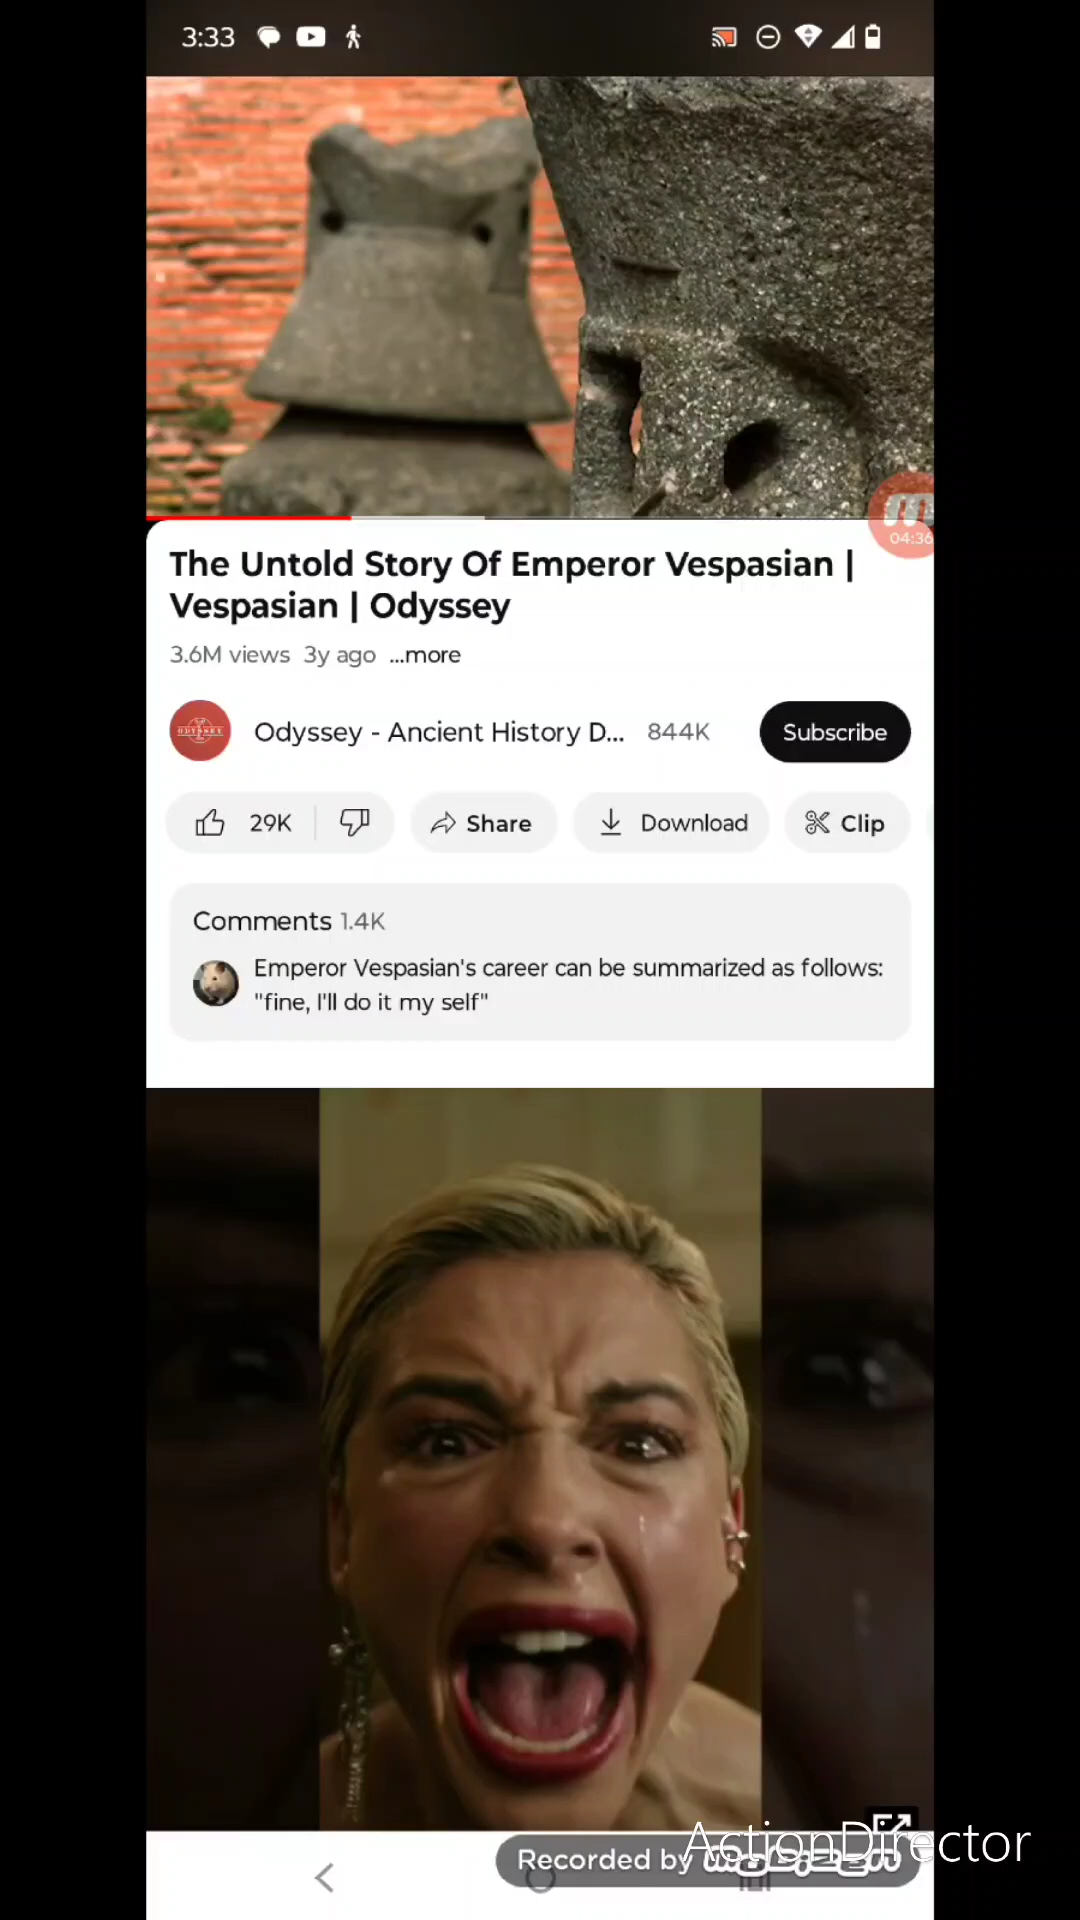 3:33
04:36
The Untold Story Of Emperor Vespasian |
Vespasian | Odyssey
3.6M views 3y ago ...more
ODYSSEY
Odyssey - Ancient History D... 844K
Subscribe
29K
Share
Download
Clip
Comments 1.4K
Emperor Vespasian's career can be summarized as follows:
"fine, I'll do it my self"
ActionDirector
Recorded by mobizen